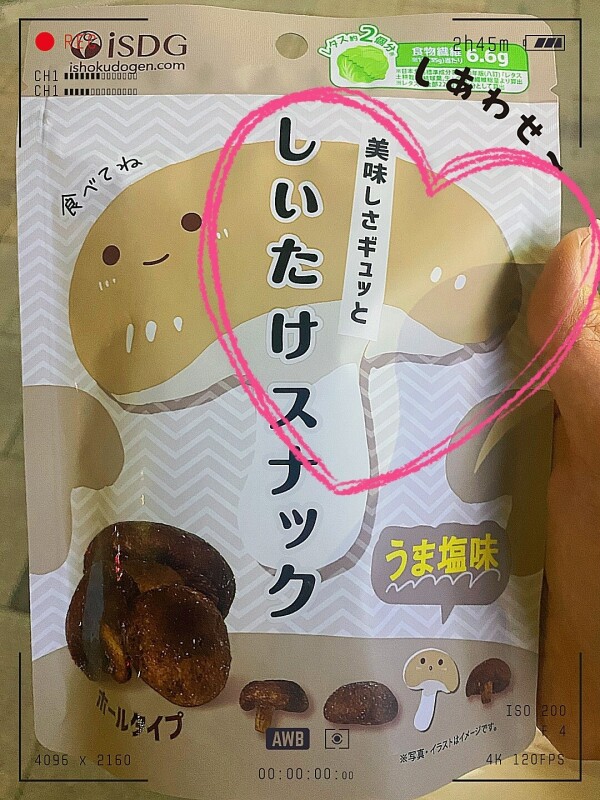 REC
isDG
ishokudogen.com
CH1
CH1
レタス約2個分※
食物繊維
6.6g
2h45m
しあわせ〜
食べてね
美味しさギュッと
しいたけスナック
うま塩味
ホールタイプ
※写真・イラストはイメージです。
AWB
ISO 200
F 4
4096 × 2160
4K 120FPS
00:00:00:00